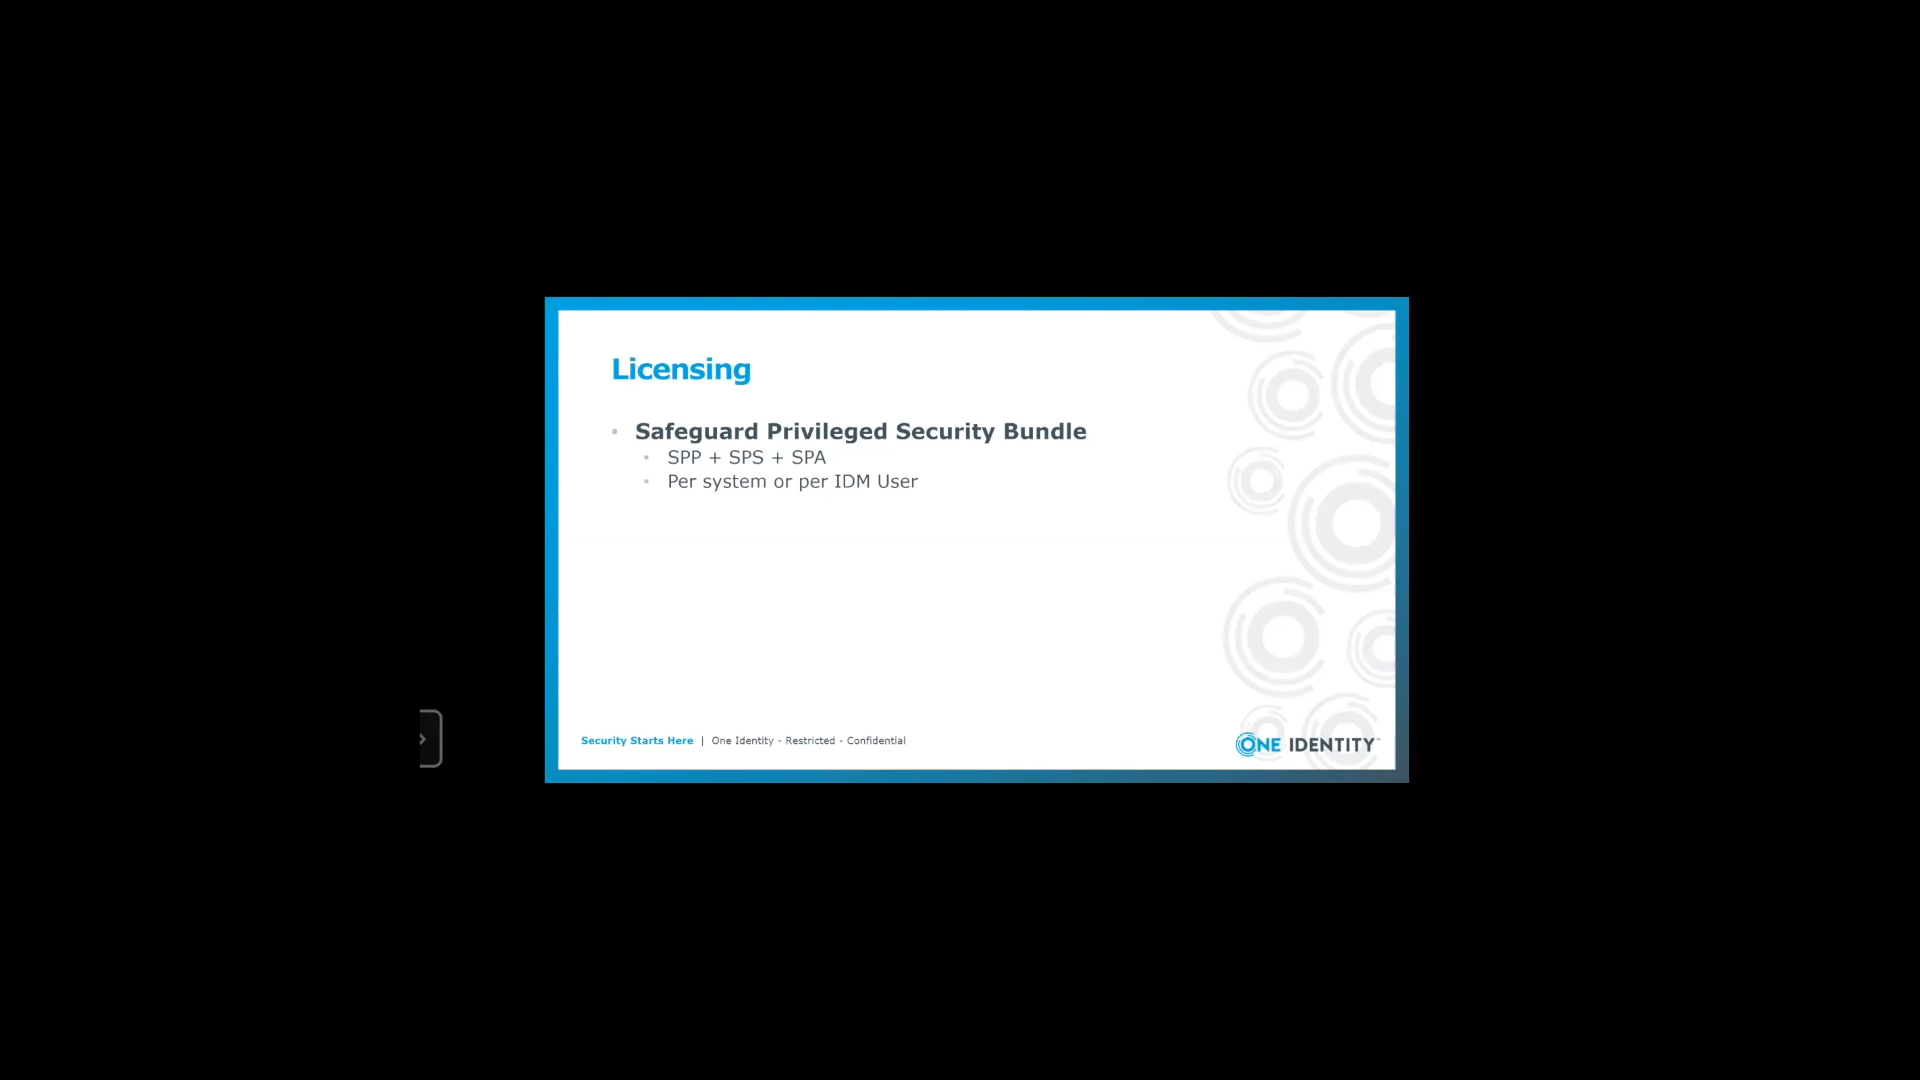 Licensing
• Safeguard Privileged Security Bundle
• SPP + SPS + SPA
• Per system or per IDM User
Security Starts Here | One Identity - Restricted - Confidential
ONE IDENTITY™